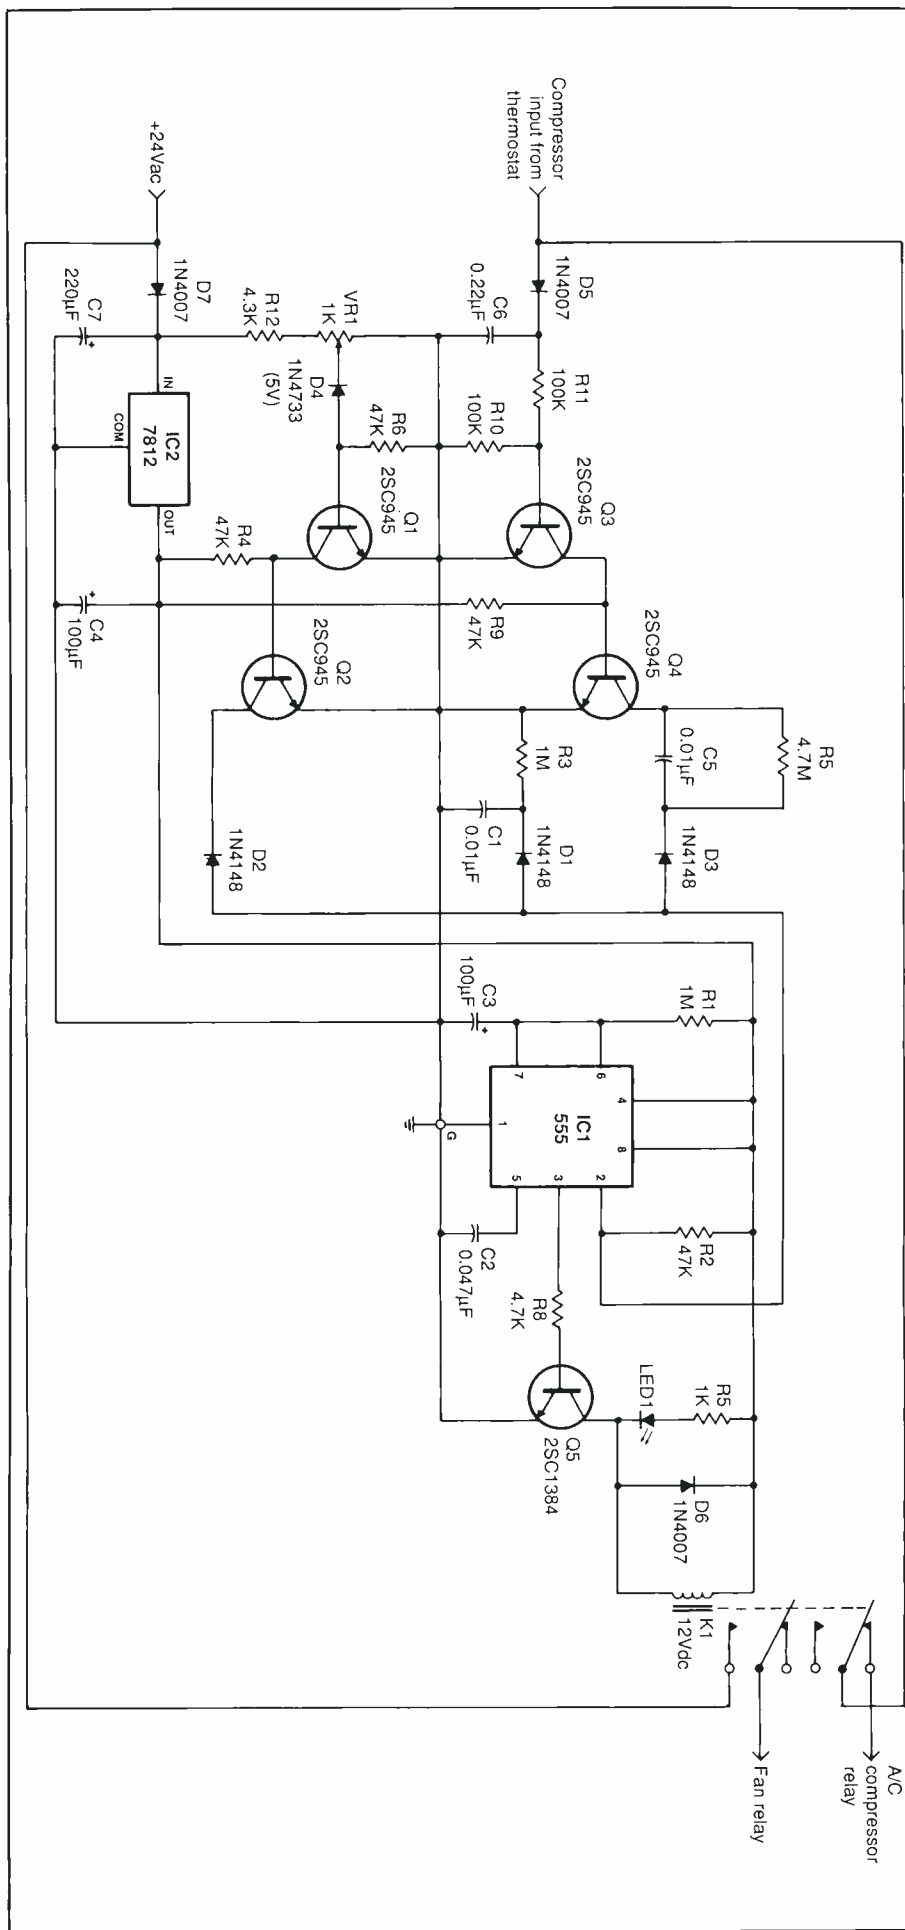 Compressor
input from
thermostat
+24Vac
D5
1N4007
C6
0.22µF
R11
100K
R10
100K
Q3
2SC945
D7
1N4007
C7
220µF
+
R12
4.3K
VR1
1K
D4
1N4733
(5V)
R6
47K
Q1
2SC945
IN
IC2
7812
COM
OUT
R4
47K
C4
100µF
+
R9
47K
Q2
2SC945
Q4
2SC945
R5
4.7M
C5
0.01µF
R3
1M
C1
0.01µF
D1
1N4148
D2
1N4148
D3
1N4148
R1
1M
C3
100µF
+
IC1
555
7
6
4
8
1
5
3
2
G
C2
0.047µF
R2
47K
R8
4.7K
Q5
2SC1384
LED1
R5
1K
D6
1N4007
K1
12Vdc
A/C
compressor
relay
Fan relay